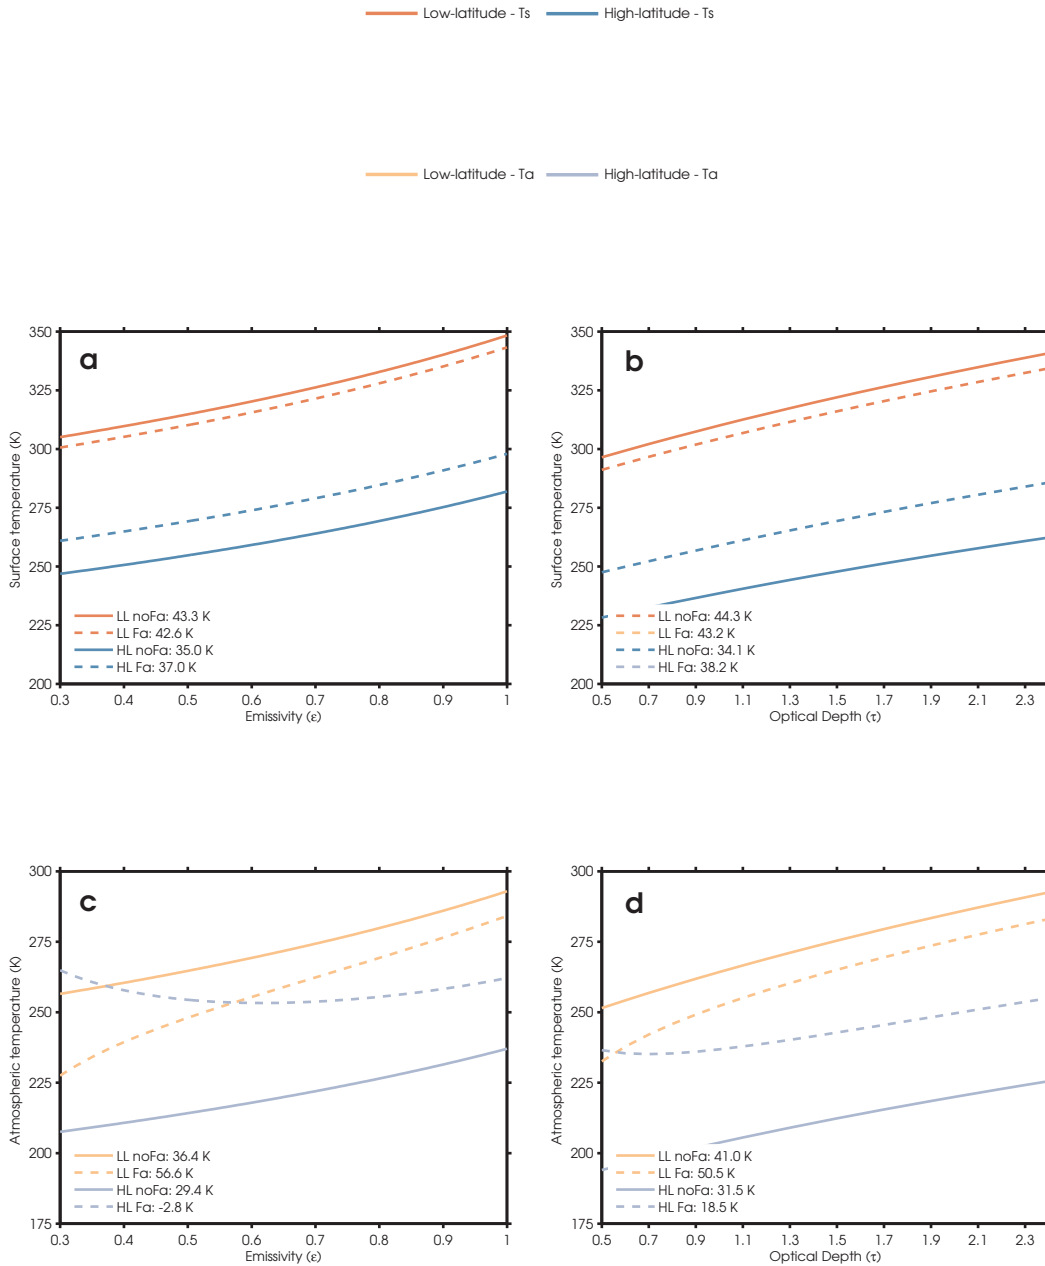 Low-latitude - Ts High-latitude - Ts
Low-latitude - Ta High-latitude - Ta
a
Surface temperature (K)
350
325
300
275
250
225
200
LL noFa: 43.3 K
LL Fa: 42.6 K
HL noFa: 35.0 K
HL Fa: 37.0 K
0.3 0.4 0.5 0.6 0.7 0.8 0.9 1
Emissivity (ε)
b
Surface temperature (K)
350
325
300
275
250
225
200
LL noFa: 44.3 K
LL Fa: 43.2 K
HL noFa: 34.1 K
HL Fa: 38.2 K
0.5 0.7 0.9 1.1 1.3 1.5 1.7 1.9 2.1 2.3
Optical Depth (τ)
c
Atmospheric temperature (K)
300
275
250
225
200
175
LL noFa: 36.4 K
LL Fa: 56.6 K
HL noFa: 29.4 K
HL Fa: -2.8 K
0.3 0.4 0.5 0.6 0.7 0.8 0.9 1
Emissivity (ε)
d
Atmospheric temperature (K)
300
275
250
225
200
175
LL noFa: 41.0 K
LL Fa: 50.5 K
HL noFa: 31.5 K
HL Fa: 18.5 K
0.5 0.7 0.9 1.1 1.3 1.5 1.7 1.9 2.1 2.3
Optical Depth (τ)